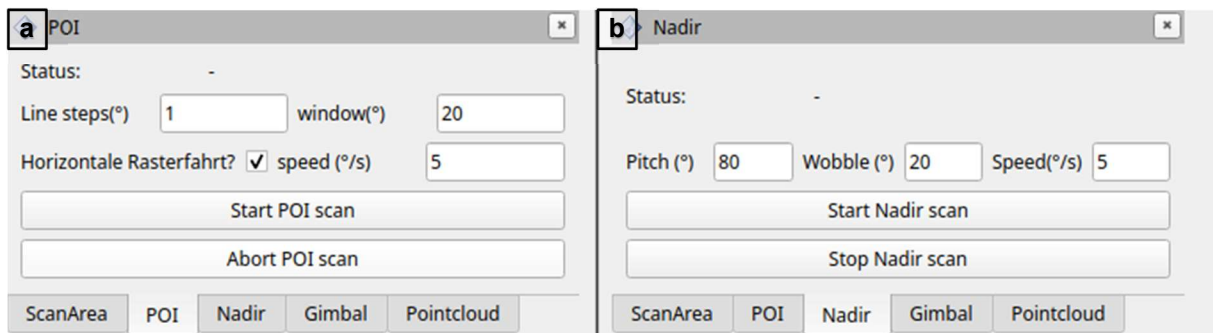 a POI
Status: -
Line steps(°) 1 window(°) 20
Horizontale Rasterfahrt? speed (°/s) 5
Start POI scan
Abort POI scan
ScanArea POI Nadir Gimbal Pointcloud
b Nadir
Status: -
Pitch (°) 80 Wobble (°) 20 Speed(°/s) 5
Start Nadir scan
Stop Nadir scan
ScanArea POI Nadir Gimbal Pointcloud